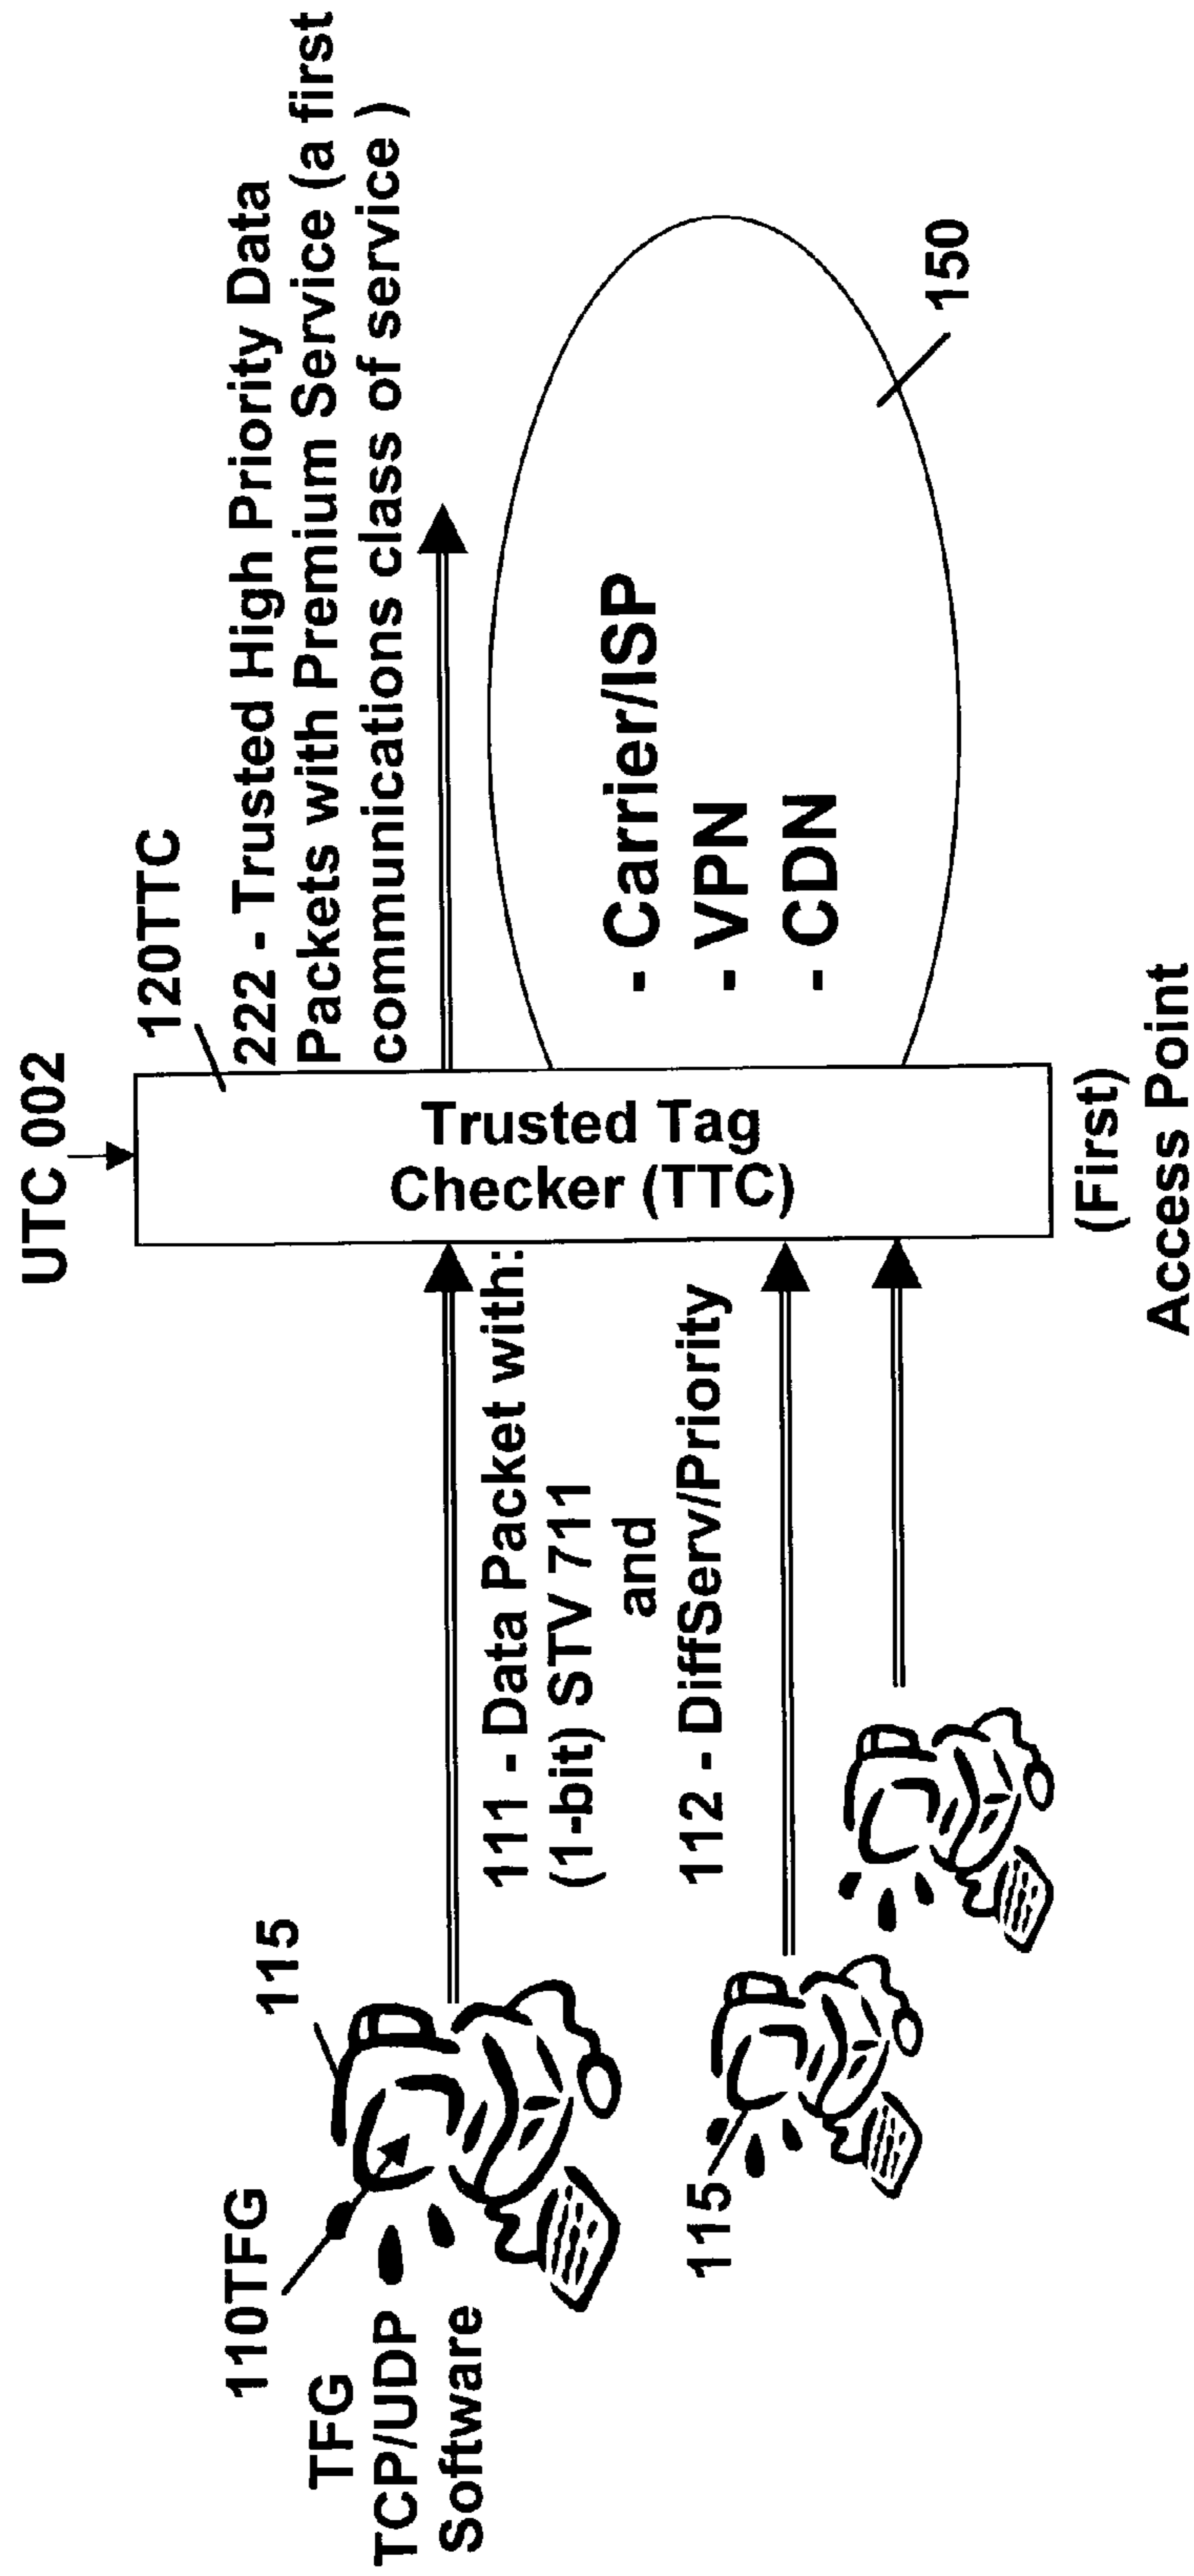 UTC 002
120TTC
222 - Trusted High Priority Data
Packets with Premium Service (a first
communications class of service )
110TFG
115
TFG
TCP/UDP
Software
111 - Data Packet with:
(1-bit) STV 711
and
112 - DiffServ/Priority
115
Trusted Tag
Checker (TTC)
- Carrier/ISP
- VPN
- CDN
150
(First)
Access Point